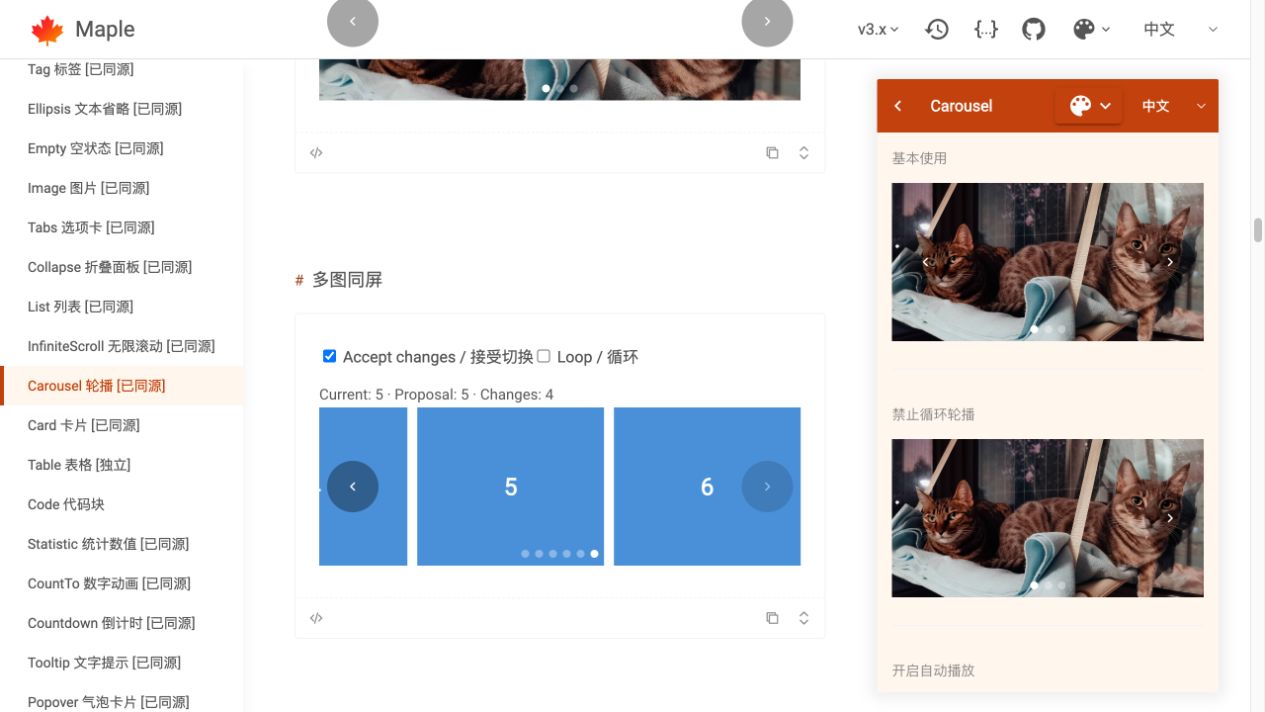 Maple
v3.x
{...}
中文
Tag 标签 [已同源]
Ellipsis 文本省略 [已同源]
Empty 空状态 [已同源]
Image 图片 [已同源]
Tabs 选项卡 [已同源]
Collapse 折叠面板 [已同源]
List 列表 [已同源]
InfiniteScroll 无限滚动 [已同源]
Carousel 轮播 [已同源]
Card 卡片 [已同源]
Table 表格 [独立]
Code 代码块
Statistic 统计数值 [已同源]
CountTo 数字动画 [已同源]
Countdown 倒计时 [已同源]
Tooltip 文字提示 [已同源]
Popover 气泡卡片 [已同源]
# 多图同屏
Accept changes / 接受切换 Loop / 循环
Current: 5 · Proposal: 5 · Changes: 4
5
6
Carousel
中文
基本使用
禁止循环轮播
开启自动播放